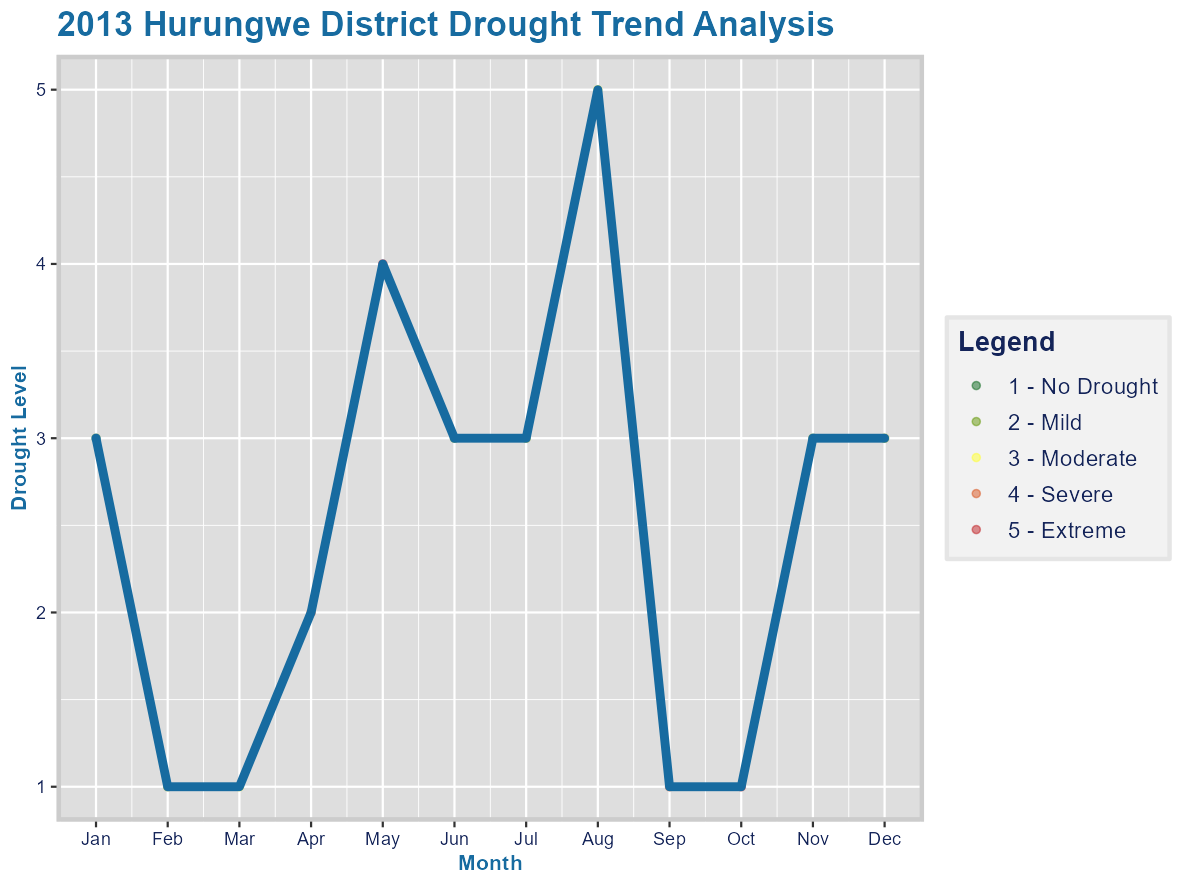 2013 Hurungwe District Drought Trend Analysis
Drought Level
5
4
3
2
1
Jan Feb Mar Apr May Jun Jul Aug Sep Oct Nov Dec
Month
Legend
1 - No Drought
2 - Mild
3 - Moderate
4 - Severe
5 - Extreme